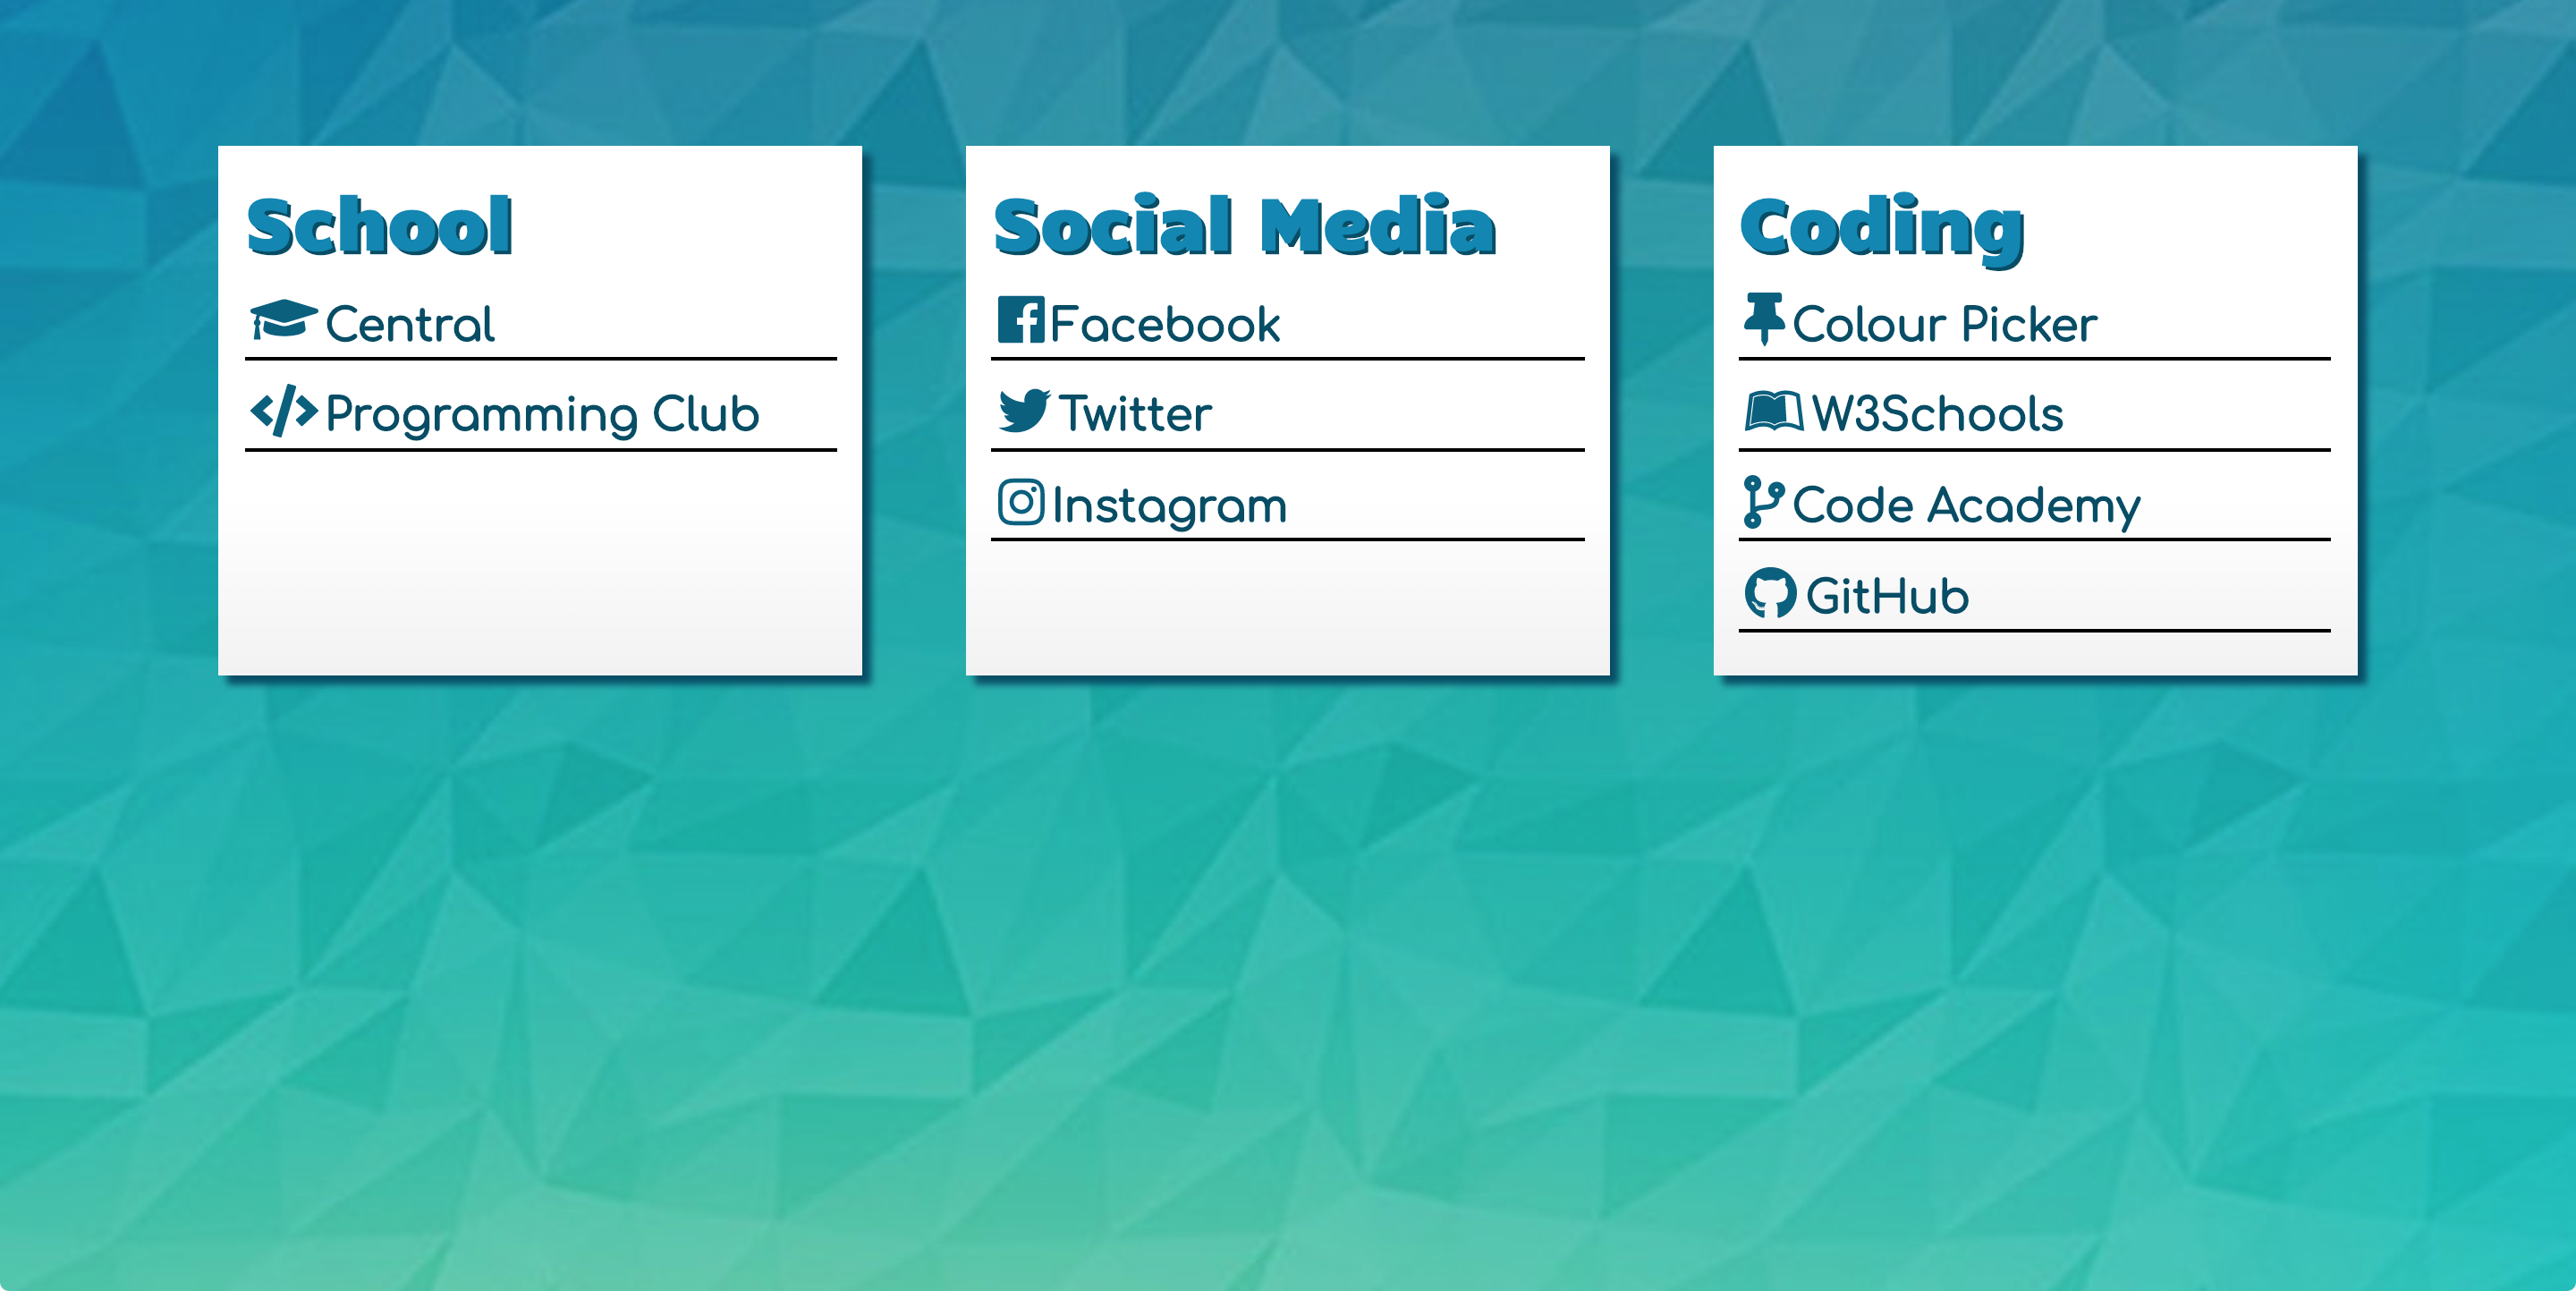 School
Central
Programming Club
Social Media
Facebook
Twitter
Instagram
Coding
Colour Picker
W3Schools
Code Academy
GitHub